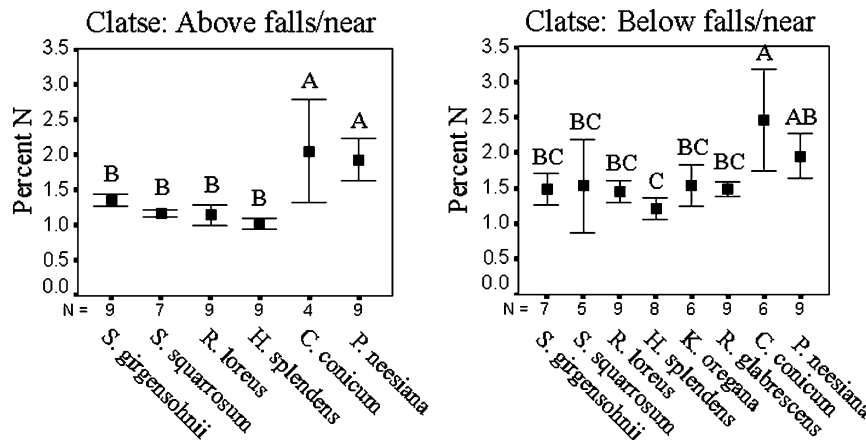 Clatse: Above falls/near
Percent N
3.5
3.0
2.5
2.0
1.5
1.0
0.5
0.0
B B B B A A
N = 9 7 9 9 4 9
S. girgensohnii
S. squarrosum
R. loreus
H. splendens
C. conicum
P. neesiana
Clatse: Below falls/near
Percent N
3.5
3.0
2.5
2.0
1.5
1.0
0.5
0.0
BC BC BC C BC BC A AB
N = 7 5 9 8 6 9 6 9
S. girgensohnii
S. squarrosum
R. loreus
H. splendens
K. oregana
R. glabrescens
C. conicum
P. neesiana